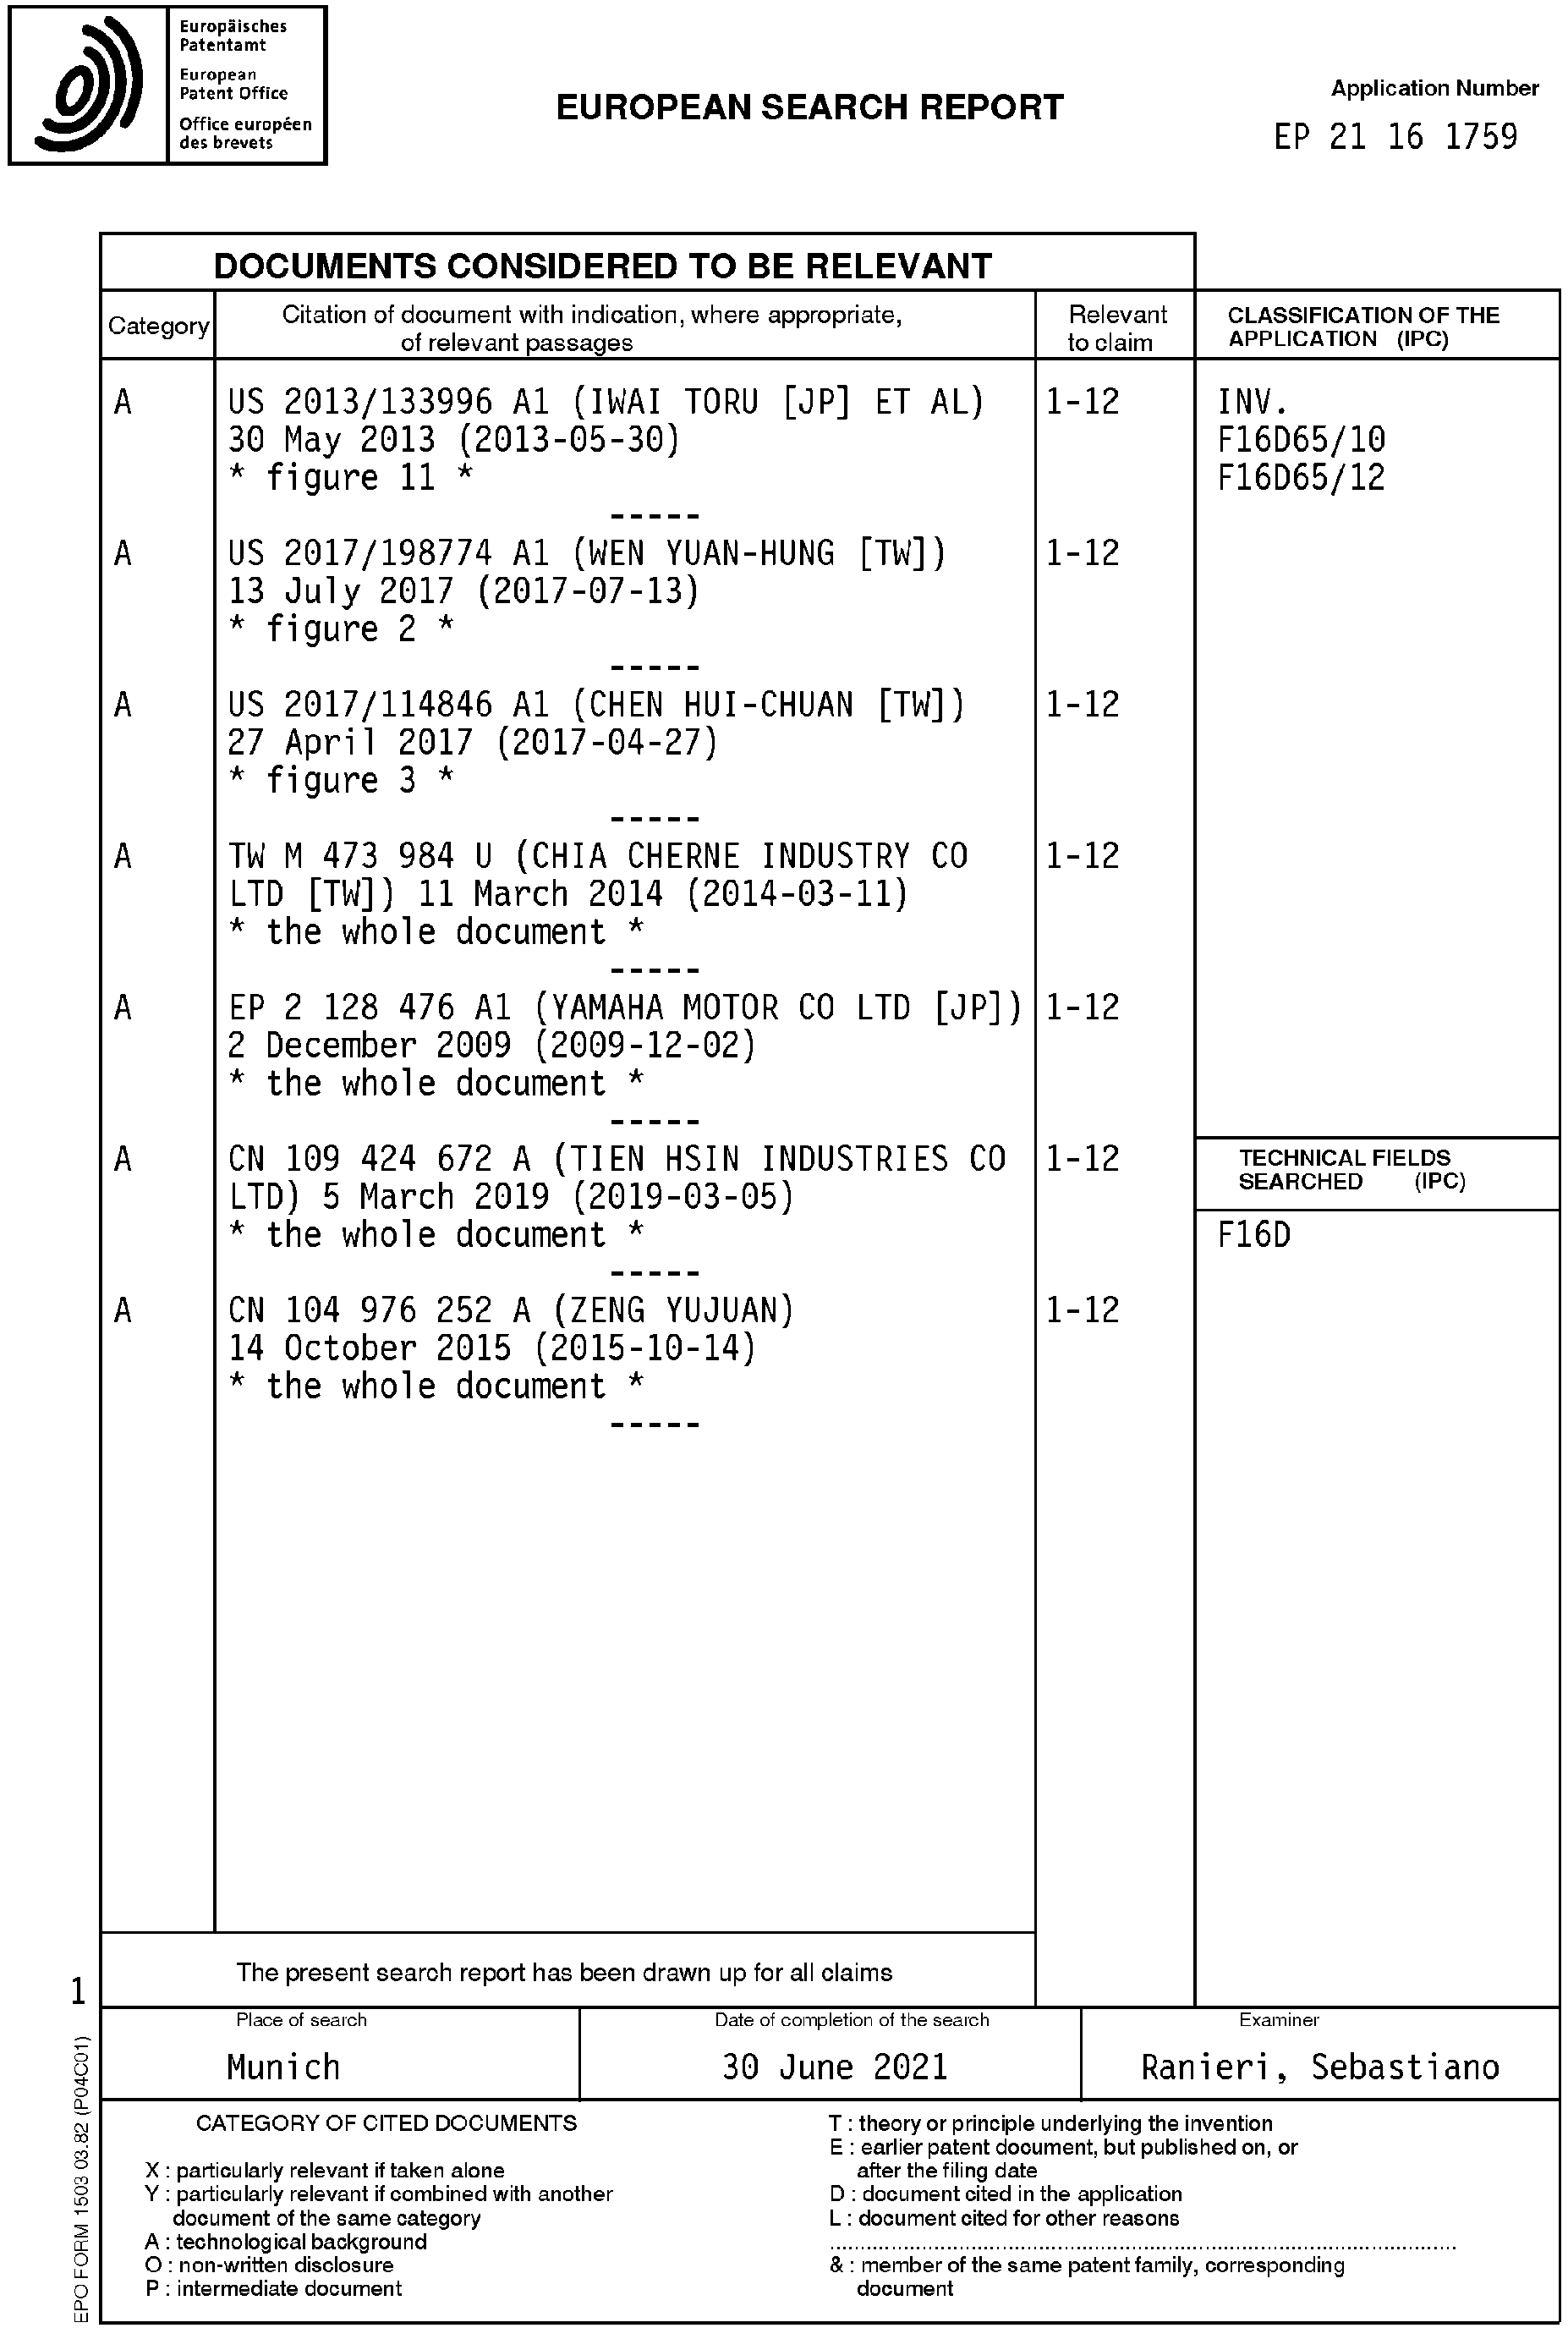 Europäisches
Patentamt
European
Patent Office
Office européen
des brevets
EUROPEAN SEARCH REPORT
Application Number
EP 21 16 1759
DOCUMENTS CONSIDERED TO BE RELEVANT
Category
Citation of document with indication, where appropriate,
of relevant passages
Relevant
to claim
CLASSIFICATION OF THE
APPLICATION (IPC)
A
US 2013/133996 A1 (IWAI TORU [JP] ET AL)
30 May 2013 (2013-05-30)
* figure 11 *
-----
1-12
INV.
F16D65/10
F16D65/12
A
US 2017/198774 A1 (WEN YUAN-HUNG [TW])
13 July 2017 (2017-07-13)
* figure 2 *
-----
1-12
A
US 2017/114846 A1 (CHEN HUI-CHUAN [TW])
27 April 2017 (2017-04-27)
* figure 3 *
-----
1-12
A
TW M 473 984 U (CHIA CHERNE INDUSTRY CO
LTD [TW]) 11 March 2014 (2014-03-11)
* the whole document *
-----
1-12
A
EP 2 128 476 A1 (YAMAHA MOTOR CO LTD [JP])
2 December 2009 (2009-12-02)
* the whole document *
-----
1-12
A
CN 109 424 672 A (TIEN HSIN INDUSTRIES CO
LTD) 5 March 2019 (2019-03-05)
* the whole document *
-----
1-12
TECHNICAL FIELDS
SEARCHED (IPC)
F16D
A
CN 104 976 252 A (ZENG YUJUAN)
14 October 2015 (2015-10-14)
* the whole document *
-----
1-12
The present search report has been drawn up for all claims
1
Place of search
Munich
Date of completion of the search
30 June 2021
Examiner
Ranieri, Sebastiano
CATEGORY OF CITED DOCUMENTS
X : particularly relevant if taken alone
Y : particularly relevant if combined with another
document of the same category
A : technological background
O : non-written disclosure
P : intermediate document
T : theory or principle underlying the invention
E : earlier patent document, but published on, or
after the filing date
D : document cited in the application
L : document cited for other reasons
& : member of the same patent family, corresponding
document
EPO FORM 1503 03.82 (P04C01)